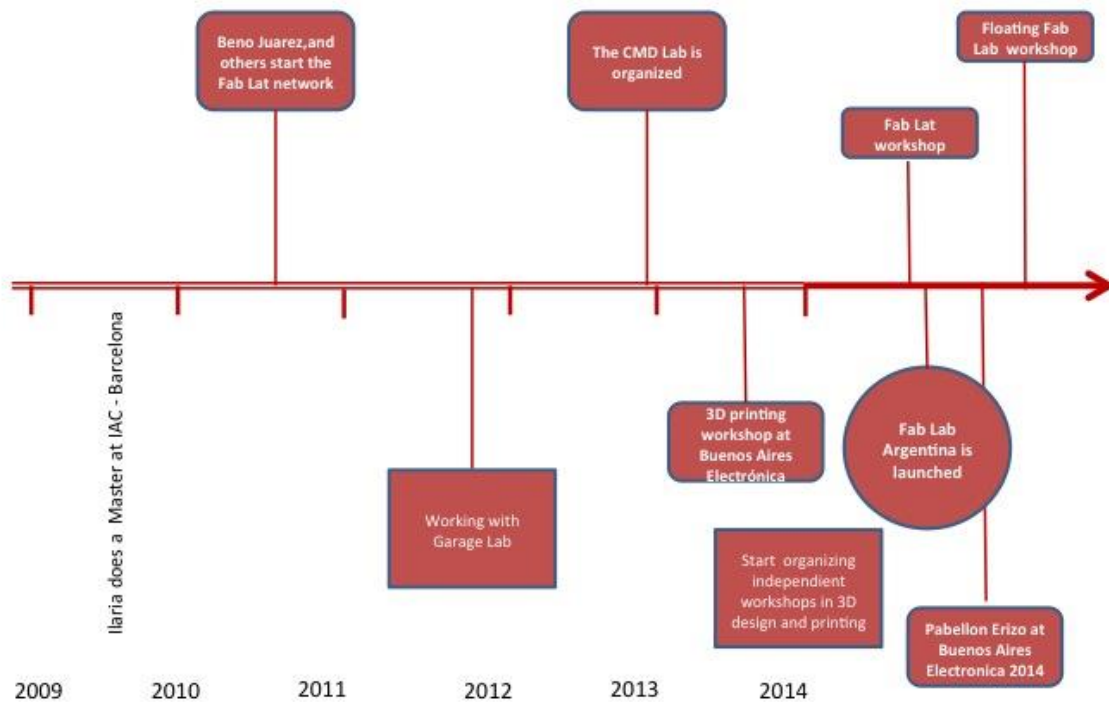 Beno Juarez,and
others start the
Fab Lat network
The CMD Lab is
organized
Floating Fab
Lab workshop
Fab Lat
workshop
Ilaria does a Master at IAC - Barcelona
3D printing
workshop at
Buenos Aires
Electrónica
Fab Lab
Argentina is
launched
Working with
Garage Lab
Start organizing
independient
workshops in 3D
design and printing
Pabellon Erizo at
Buenos Aires
Electronica 2014
2009
2010
2011
2012
2013
2014